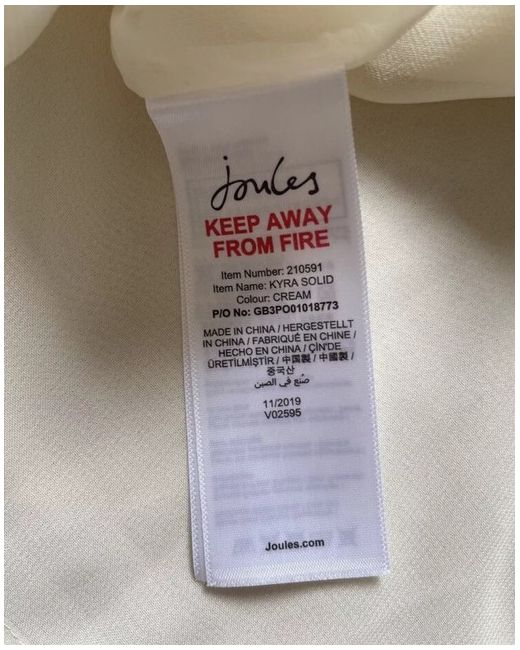 Joules
KEEP AWAY
FROM FIRE
Item Number: 210591
Item Name: KYRA SOLID
Colour: CREAM
P/O No: GB3PO01018773
MADE IN CHINA / HERGESTELLT
IN CHINA / FABRIQUÉ EN CHINE /
HECHO EN CHINA / ÇİN'DE
ÜRETİLMİŞTİR / 中国製 / 中國製 /
중국산
صُنع في الصين
11/2019
V02595
Joules.com